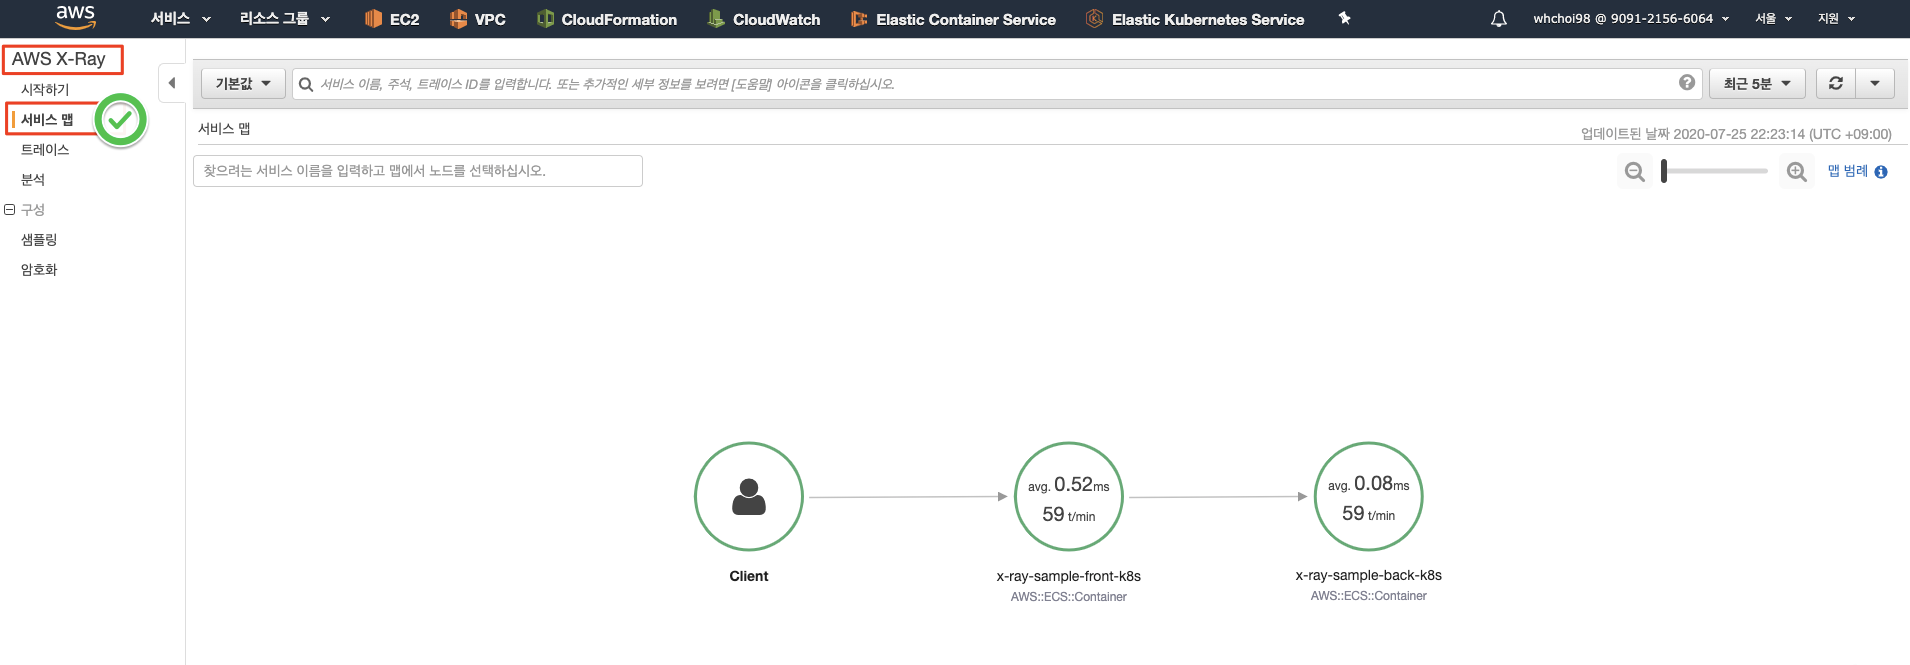 aws 서비스 리소스 그룹 EC2 VPC CloudFormation CloudWatch Elastic Container Service Elastic Kubernetes Service whchoi98 @ 9091-2156-6064 서울 지원
AWS X-Ray
시작하기
서비스 맵
트레이스
분석
구성
샘플링
암호화
기본값 서비스 이름, 주석, 트레이스 ID를 입력합니다. 또는 추가적인 세부 정보를 보려면 [도움말] 아이콘을 클릭하십시오. ? 최근 5분
서비스 맵
업데이트된 날짜 2020-07-25 22:23:14 (UTC +09:00)
찾으려는 서비스 이름을 입력하고 맵에서 노드를 선택하십시오.
맵 범례 i
avg. 0.52ms
59 t/min
avg. 0.08ms
59 t/min
Client
x-ray-sample-front-k8s
AWS::ECS::Container
x-ray-sample-back-k8s
AWS::ECS::Container